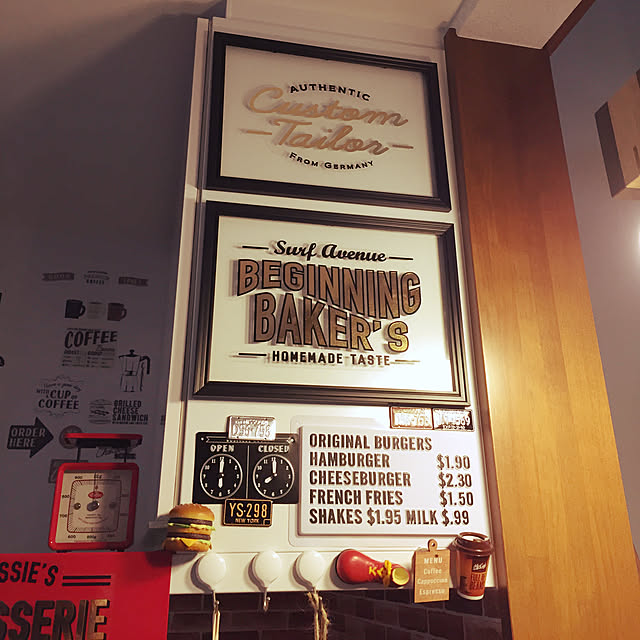 AUTHENTIC
Custom
Tailor
FROM GERMANY
Surf Avenue
BEGINNING
BAKER'S
HOMEMADE TASTE
OPEN
CLOSED
YS-298
NEW YORK
ORIGINAL BURGERS
HAMBURGER $1.90
CHEESEBURGER $2.30
FRENCH FRIES $1.50
SHAKES $1.95 MILK $.99
COFFEE
CUP OF
COFFEE
GRILLED
CHEESE
SANDWICH
ORDER
HERE
MENU
Coffee
Cappuccino
Espresso
McCafé
SSIE'S
SSERIE